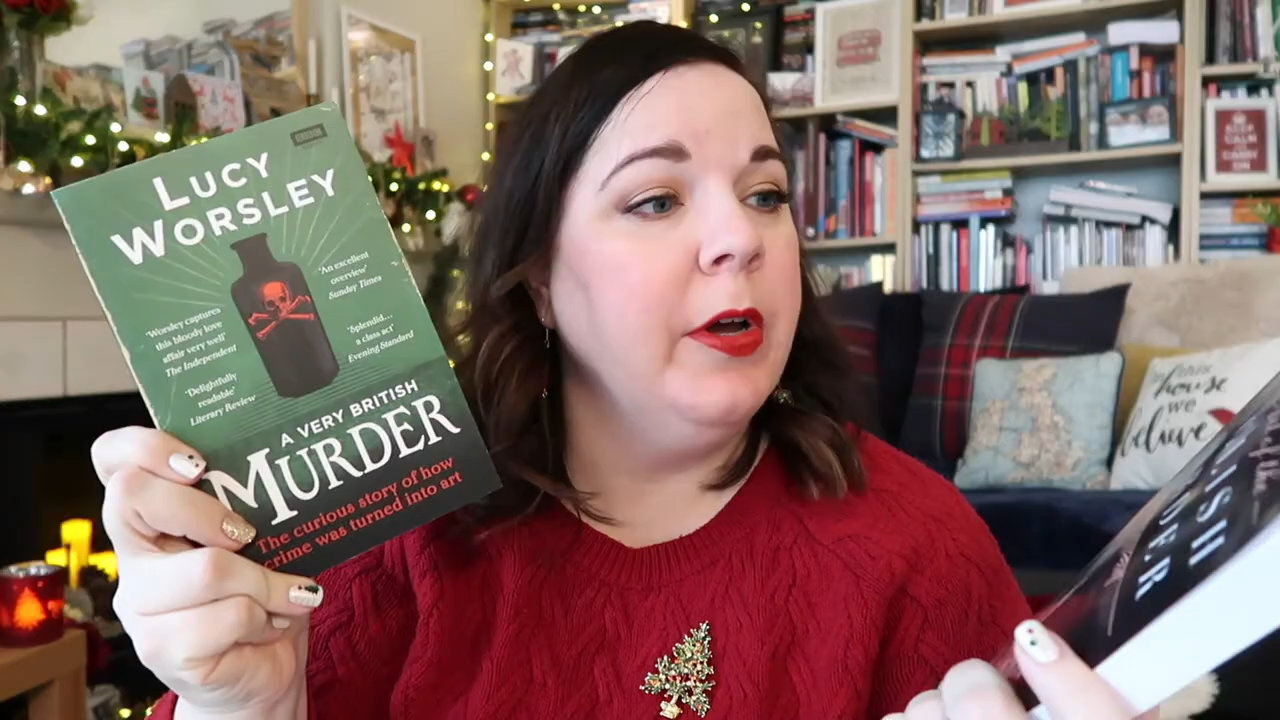 BBC
LUCY
WORSLEY
'An excellent
overview'
Sunday Times
'Worsley captures
this bloody love
affair very well'
The Independent
'Splendid...
a class act'
Evening Standard
'Delightfully
readable'
Literary Review
A VERY BRITISH
MURDER
The curious story of how
crime was turned into art
KEEP
CALM
AND
CARRY
ON
house
we
believe